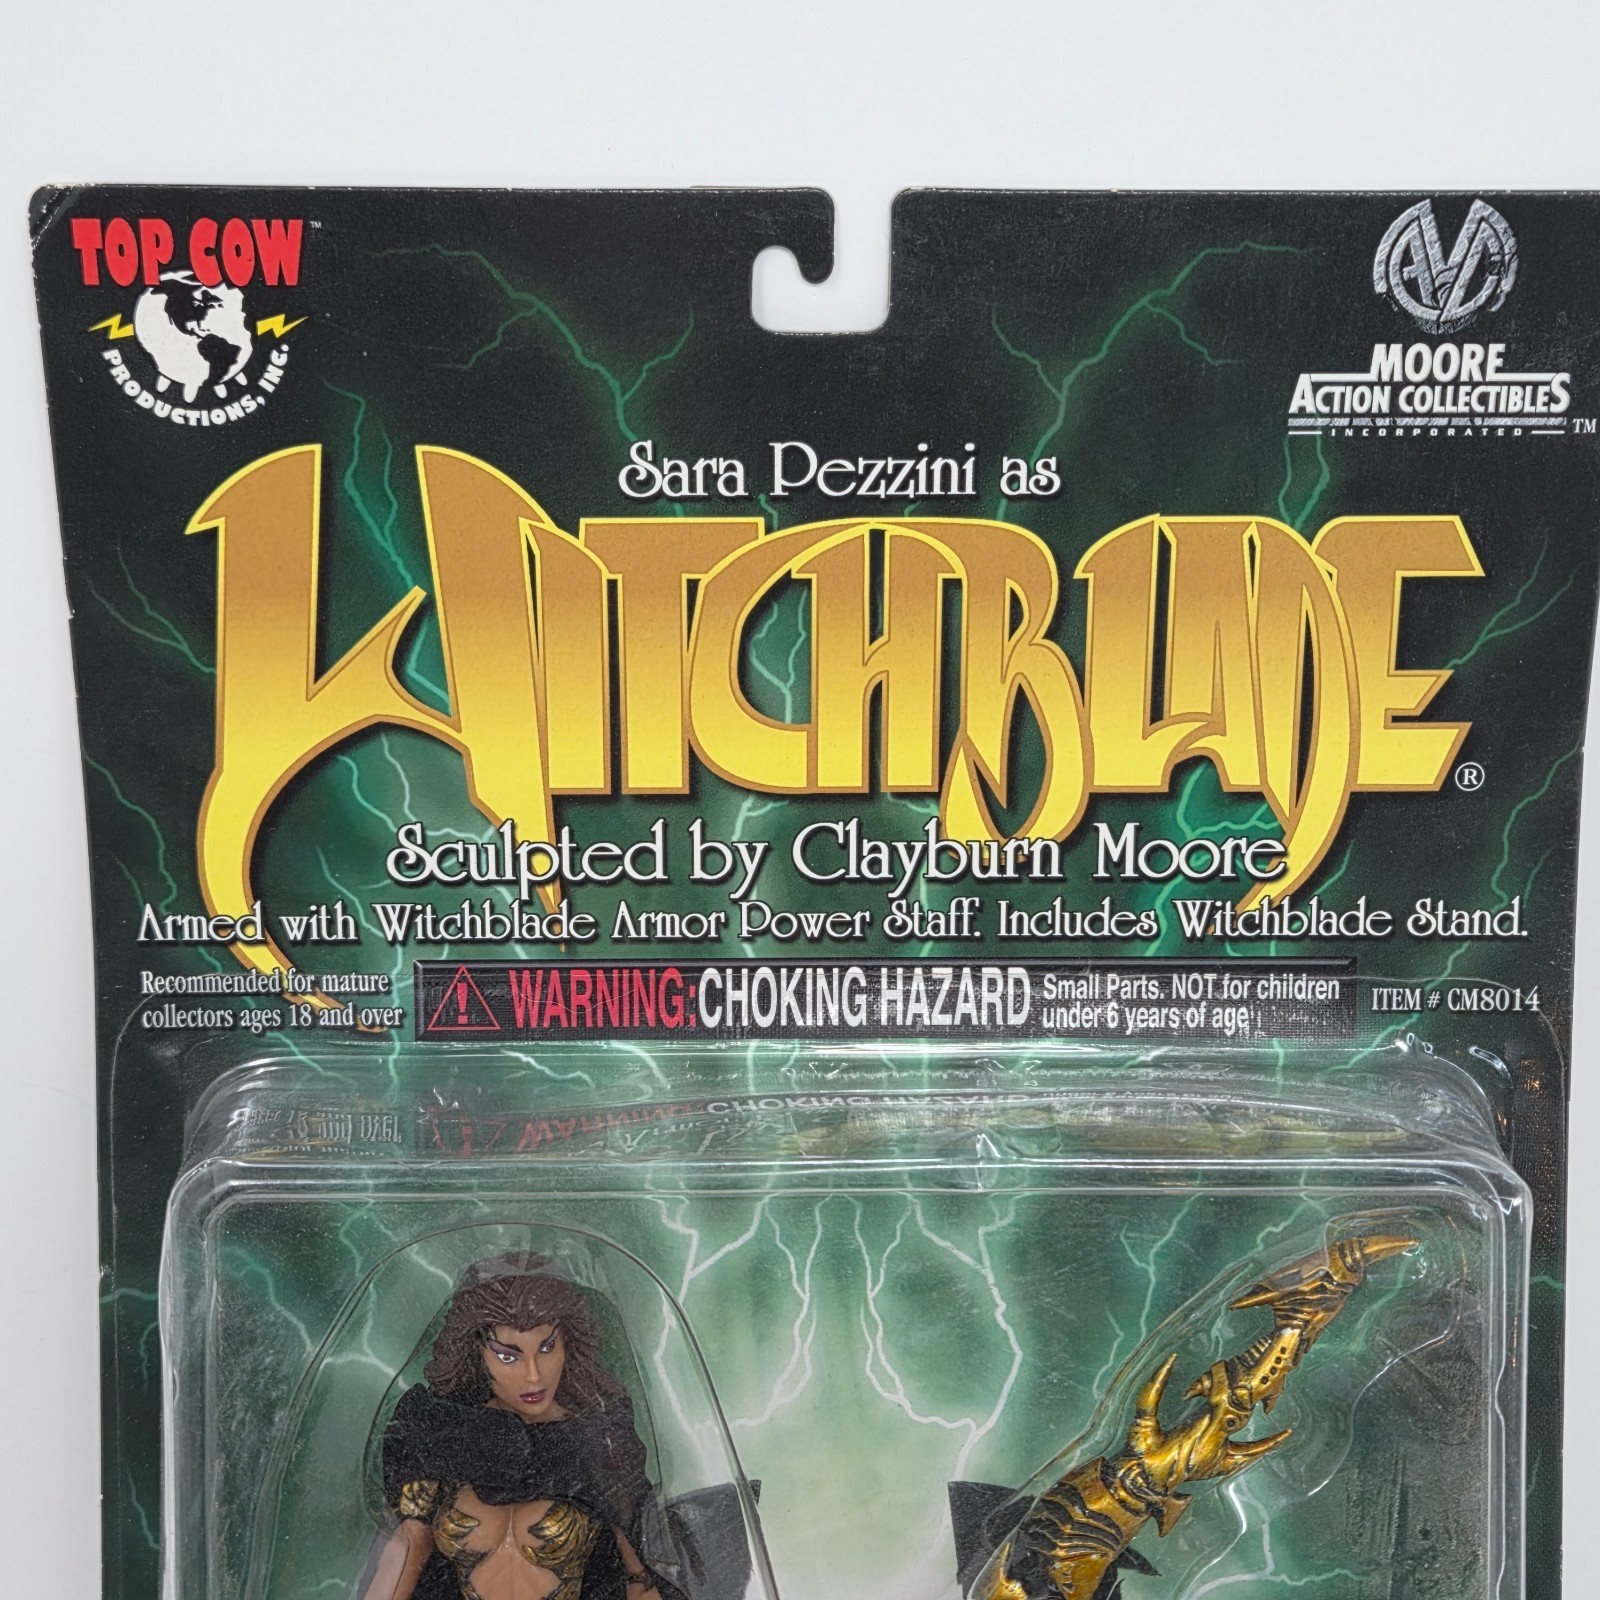 TOP COW™
PRODUCTIONS, INC.
MOORE
ACTION COLLECTIBLES
INCORPORATED TM
Sara Pezzini as
WITCHBLADE®
Sculpted by Clayburn Moore
Armed with Witchblade Armor Power Staff. Includes Witchblade Stand.
Recommended for mature
collectors ages 18 and over
WARNING: CHOKING HAZARD
Small Parts. NOT for children
under 6 years of age.
ITEM # CM8014